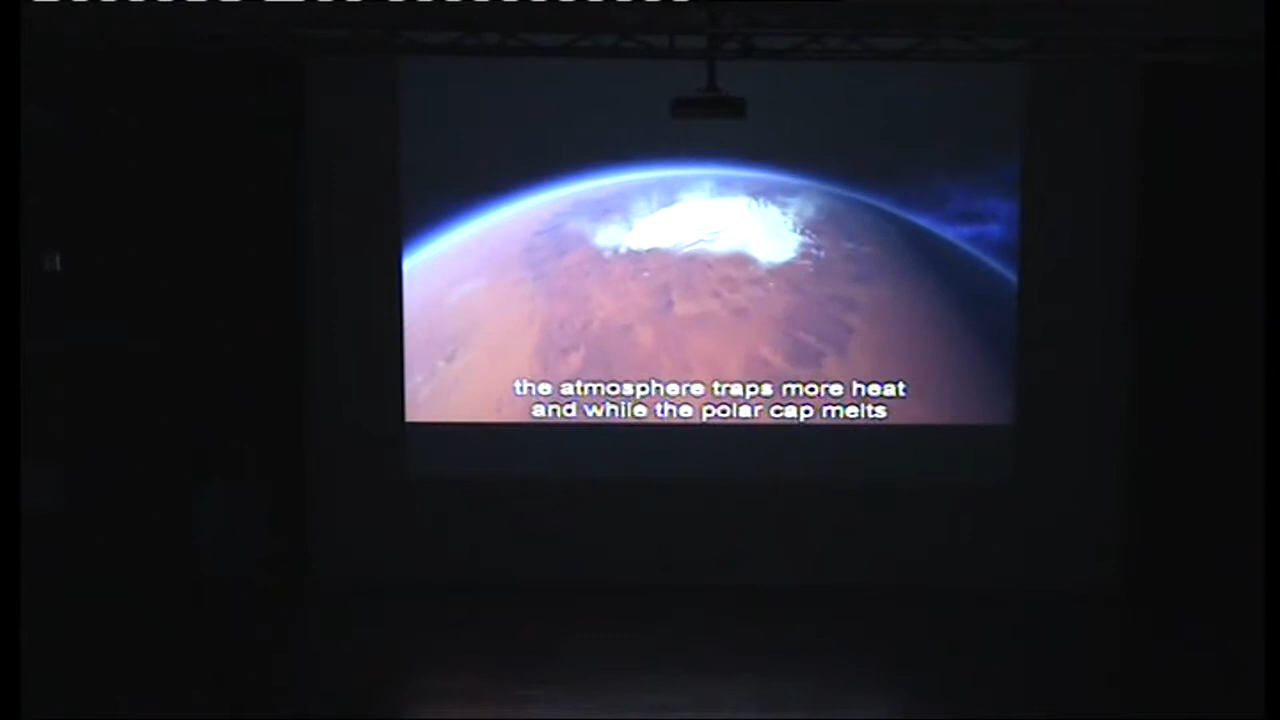 the atmosphere traps more heat
and while the polar cap melts